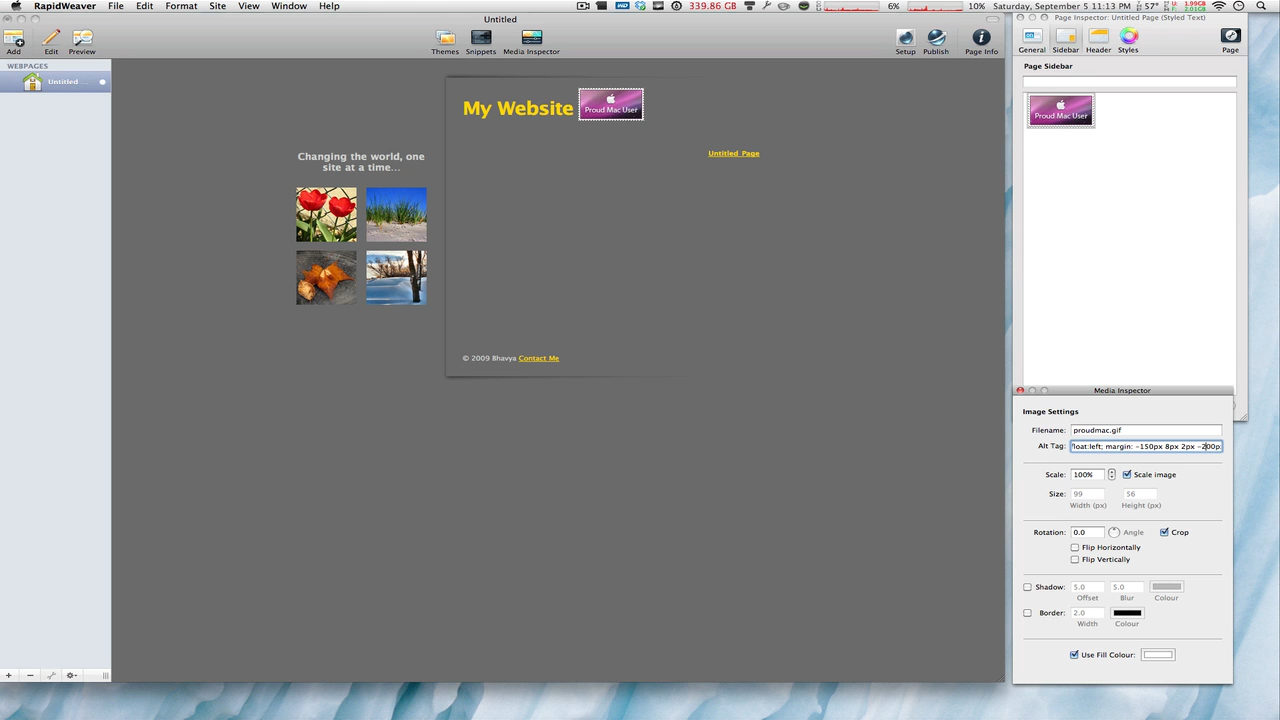 RapidWeaver File Edit Format Site View Window Help 339.86 GB 6% 10% Saturday, September 5 11:13 PM 57°
Untitled
Add Edit Preview Themes Snippets Media Inspector Setup Publish Page Info
WEBPAGES
Untitled ...
My Website
Proud Mac User
Changing the world, one
site at a time...
Untitled Page
© 2009 Bhavya Contact Me
Page Inspector: Untitled Page (Styled Text)
General Sidebar Header Styles Page
Page Sidebar
Proud Mac User
Media Inspector
Image Settings
Filename: proudmac.gif
Alt Tag: float:left; margin: -150px 8px 2px -200p
Scale: 100% Scale image
Size: 99 56
Width (px) Height (px)
Rotation: 0.0 Angle Crop
Flip Horizontally
Flip Vertically
Shadow: 5.0 5.0
Offset Blur Colour
Border: 2.0
Width Colour
Use Fill Colour: